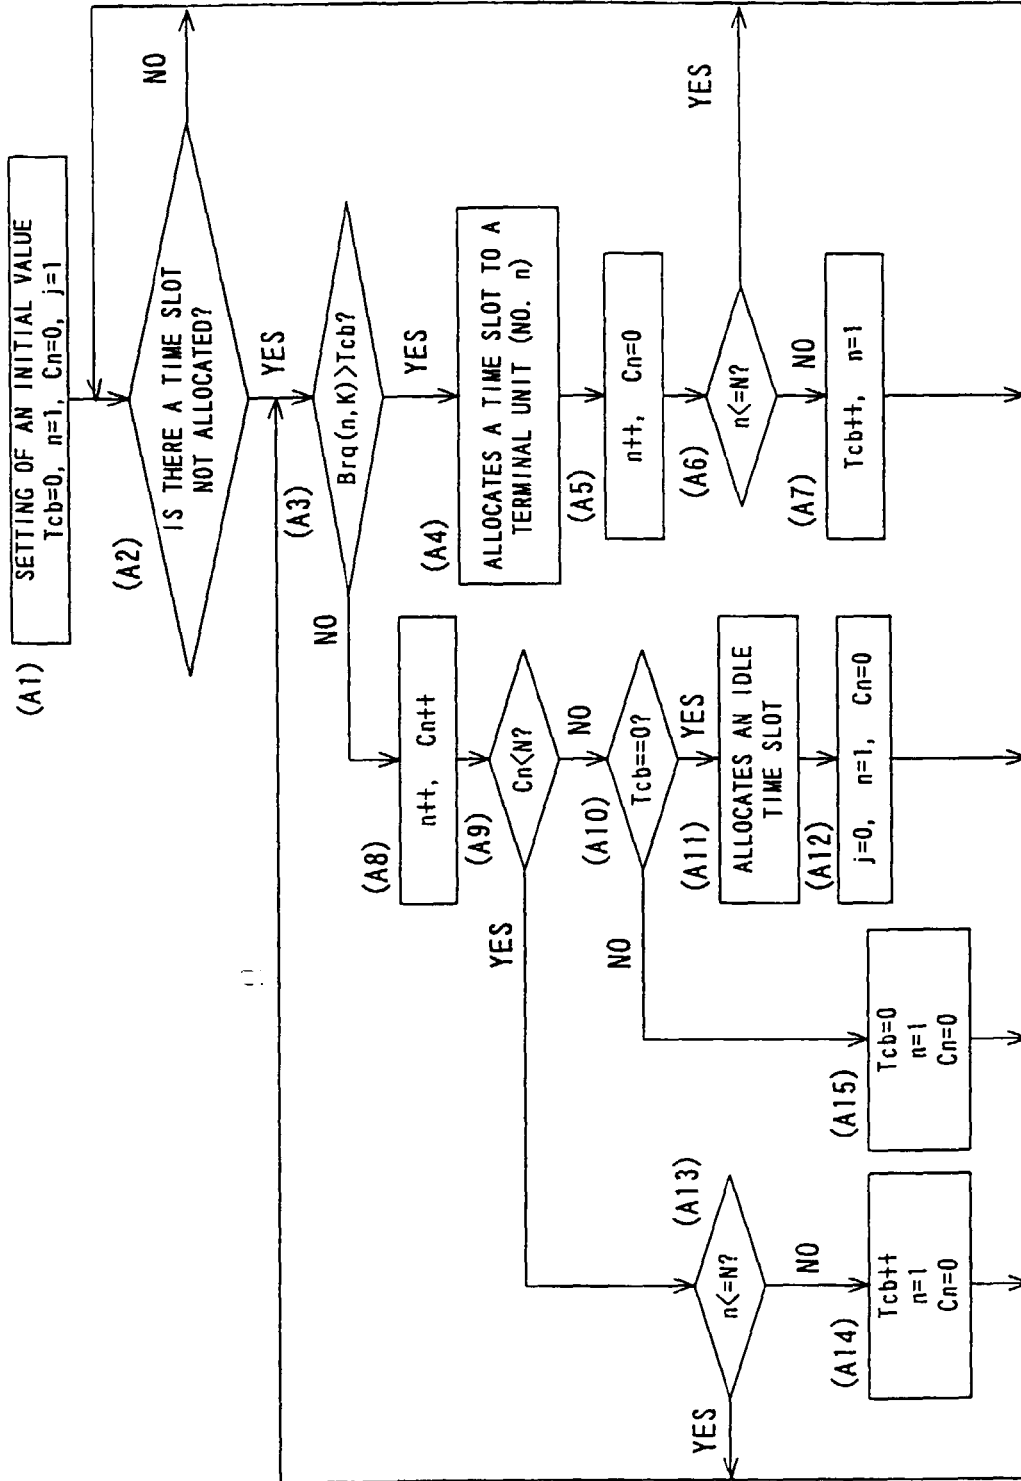 (A1)
SETTING OF AN INITIAL VALUE
Tcb=0, n=1, Cn=0, j=1
(A2)
IS THERE A TIME SLOT
NOT ALLOCATED?
NO
YES
(A3)
Brq(n,K)>Tcb?
NO
YES
(A4)
ALLOCATES A TIME SLOT TO A
TERMINAL UNIT (NO. n)
(A5)
n++, Cn=0
(A6)
n<=N?
YES
NO
(A7)
Tcb++, n=1
(A8)
n++, Cn++
(A9)
Cn<N?
YES
NO
(A10)
Tcb==0?
NO
YES
(A11)
ALLOCATES AN IDLE
TIME SLOT
(A12)
j=0, n=1, Cn=0
(A13)
n<=N?
YES
NO
(A14)
Tcb++
n=1
Cn=0
(A15)
Tcb=0
n=1
Cn=0